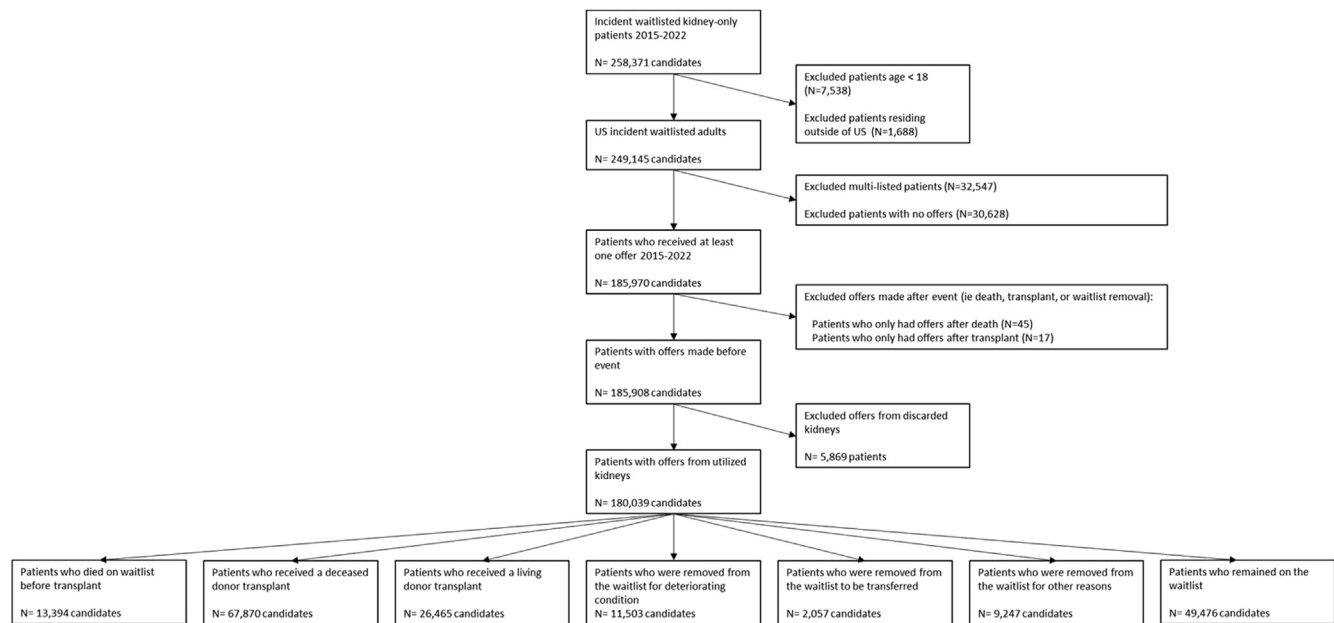 Incident waitlisted kidney-only
patients 2015-2022
N= 258,371 candidates
Excluded patients age < 18
(N=7,538)
Excluded patients residing
outside of US (N=1,688)
US incident waitlisted adults
N= 249,145 candidates
Excluded multi-listed patients (N=32,547)
Excluded patients with no offers (N=30,628)
Patients who received at least
one offer 2015-2022
N= 185,970 candidates
Excluded offers made after event (ie death, transplant, or waitlist removal):
Patients who only had offers after death (N=45)
Patients who only had offers after transplant (N=17)
Patients with offers made before
event
N= 185,908 candidates
Excluded offers from discarded
kidneys
N= 5,869 patients
Patients with offers from utilized
kidneys
N= 180,039 candidates
Patients who died on waitlist
before transplant
N= 13,394 candidates
Patients who received a deceased
donor transplant
N= 67,870 candidates
Patients who received a living
donor transplant
N= 26,465 candidates
Patients who were removed from
the waitlist for deteriorating
condition
N= 11,503 candidates
Patients who were removed from
the waitlist to be transferred
N= 2,057 candidates
Patients who were removed from
the waitlist for other reasons
N= 9,247 candidates
Patients who remained on the
waitlist
N= 49,476 candidates